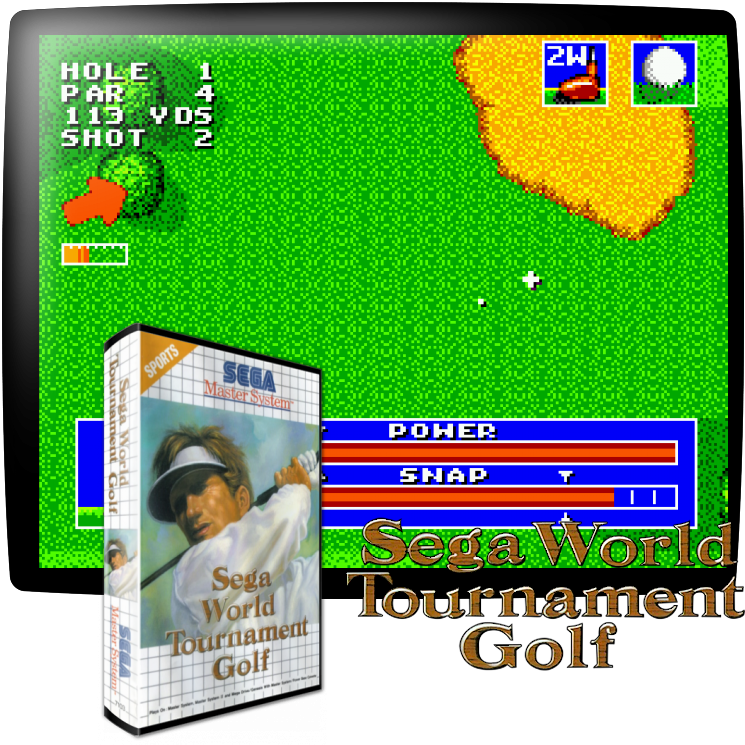 HOLE 1
PAR 4
113 YDS
SHOT 2
2W
POWER
SNAP
SPORTS
SEGA
Master System
Sega World
Tournament Golf
Sega
World
Tournament
Golf
SEGA
Master System
Sega World
Tournament
Golf